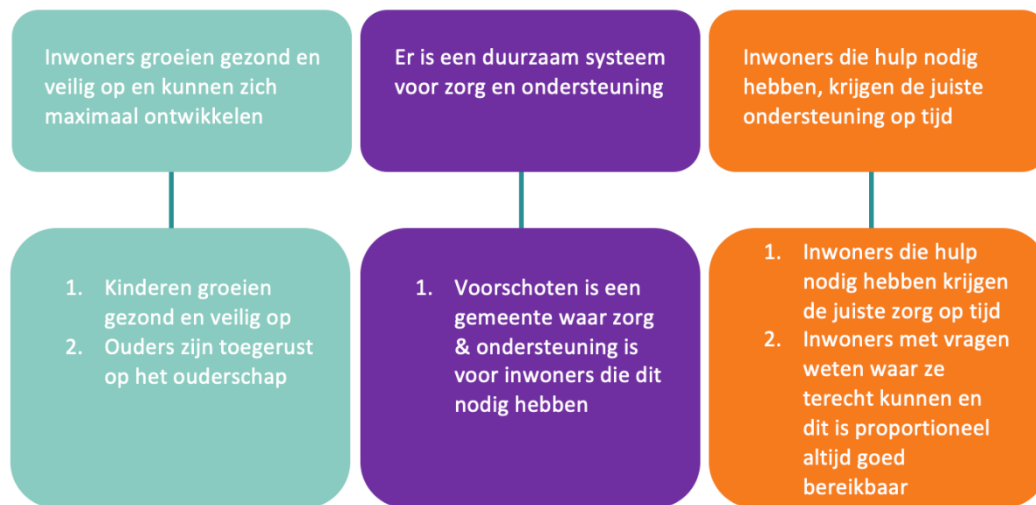 Inwoners groeien gezond en
veilig op en kunnen zich
maximaal ontwikkelen
Er is een duurzaam systeem
voor zorg en ondersteuning
Inwoners die hulp nodig
hebben, krijgen de juiste
ondersteuning op tijd
1. Kinderen groeien
gezond en veilig op
2. Ouders zijn toegerust
op het ouderschap
1. Voorschoten is een
gemeente waar zorg
& ondersteuning is
voor inwoners die dit
nodig hebben
1. Inwoners die hulp
nodig hebben krijgen
de juiste zorg op tijd
2. Inwoners met vragen
weten waar ze
terecht kunnen en
dit is proportioneel
altijd goed
bereikbaar